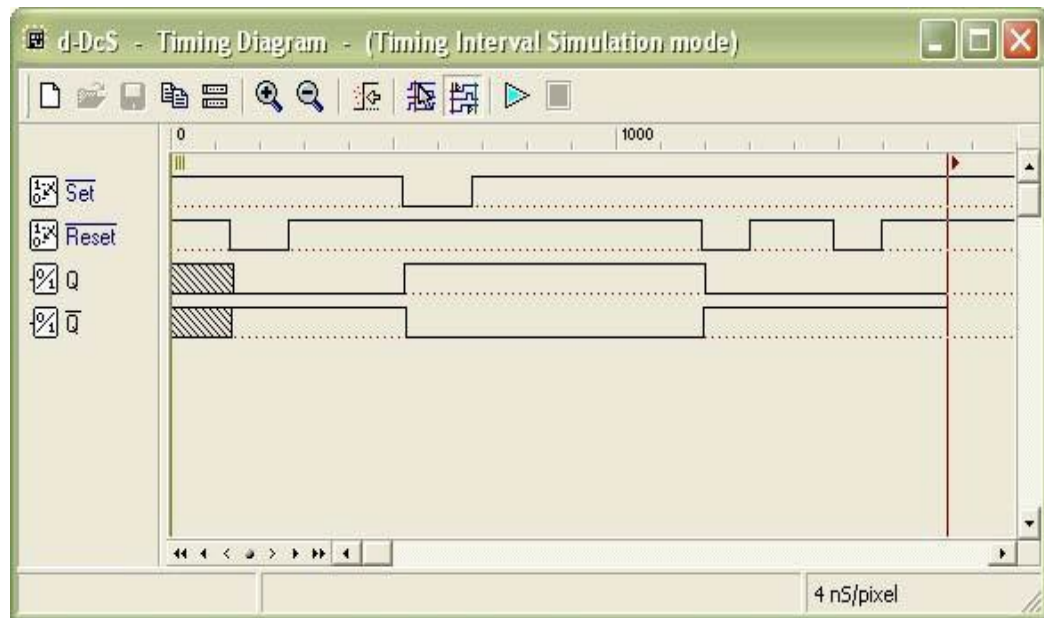 d-DcS - Timing Diagram - (Timing Interval Simulation mode)
0 1000
Set
Reset
Q
Q̅
4 nS/pixel